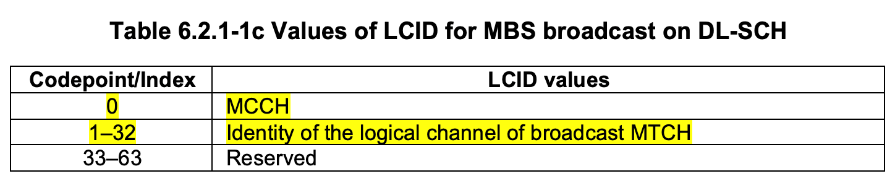 Table 6.2.1-1c Values of LCID for MBS broadcast on DL-SCH
Codepoint/Index LCID values
0 MCCH
1–32 Identity of the logical channel of broadcast MTCH
33–63 Reserved